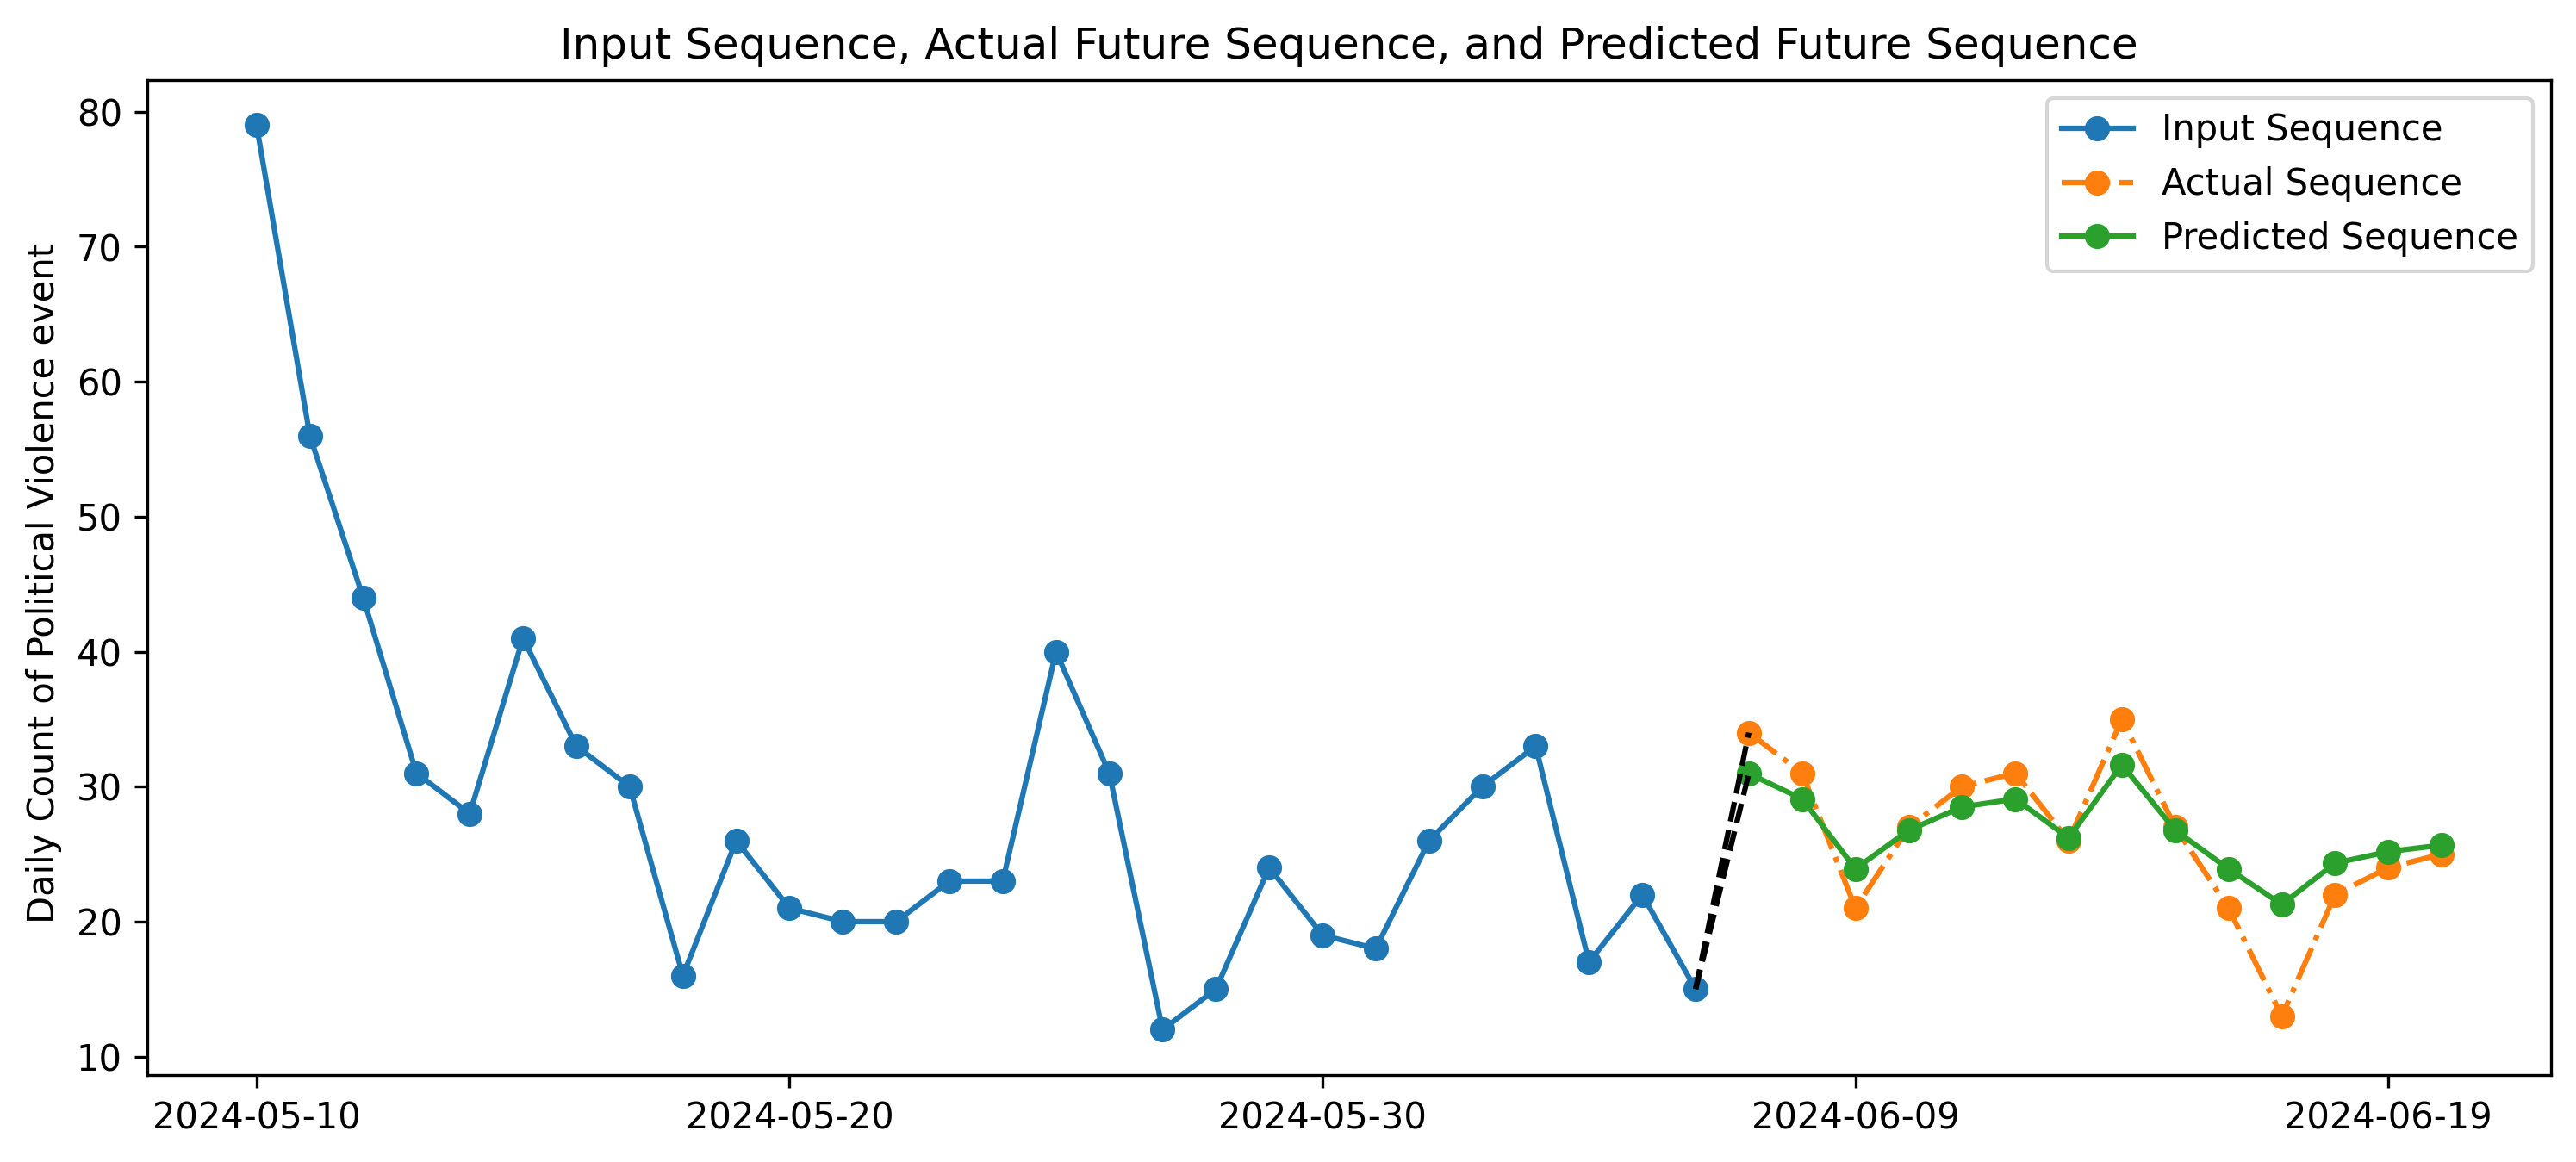 Input Sequence, Actual Future Sequence, and Predicted Future Sequence
Daily Count of Political Violence event
80
70
60
50
40
30
20
10
Input Sequence
Actual Sequence
Predicted Sequence
2024-05-10
2024-05-20
2024-05-30
2024-06-09
2024-06-19